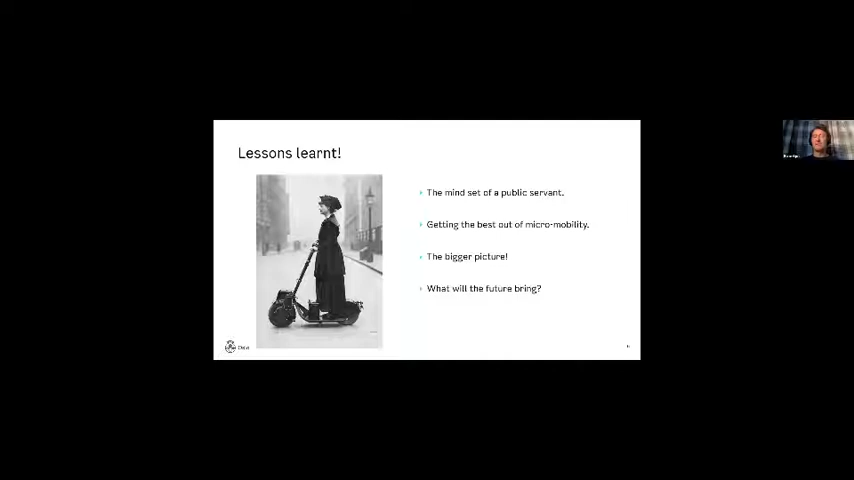 Lessons learnt!
The mind set of a public servant.
Getting the best out of micro-mobility.
The bigger picture!
What will the future bring?